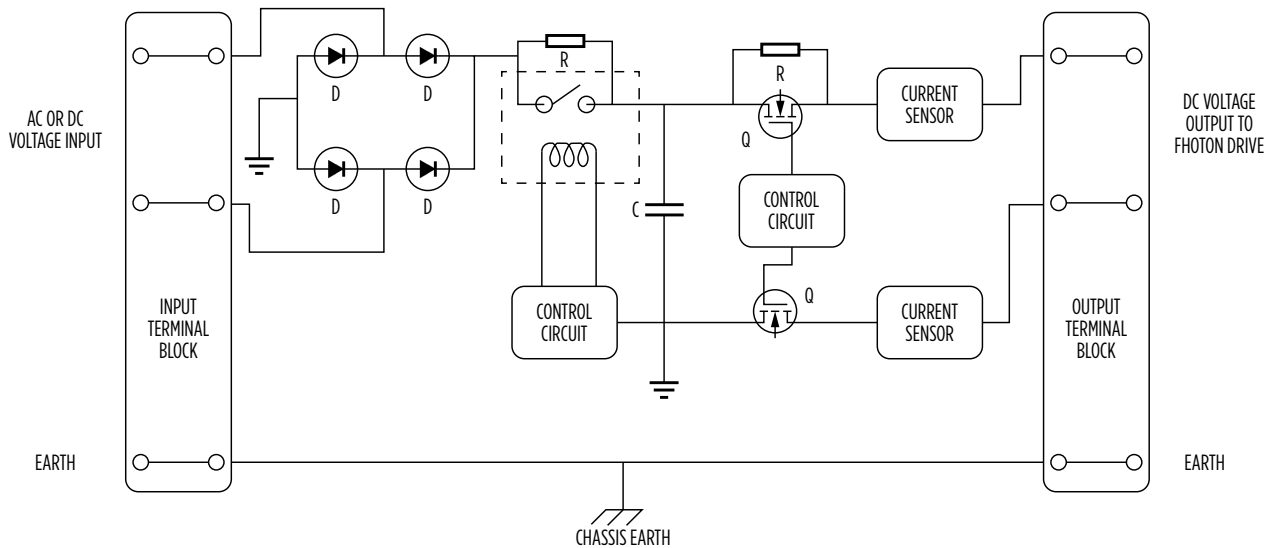 AC OR DC
VOLTAGE INPUT
INPUT
TERMINAL
BLOCK
EARTH
D
D
D
D
R
CONTROL
CIRCUIT
C
R
Q
CONTROL
CIRCUIT
Q
CURRENT
SENSOR
CURRENT
SENSOR
OUTPUT
TERMINAL
BLOCK
DC VOLTAGE
OUTPUT TO
FHOTON DRIVE
EARTH
CHASSIS EARTH